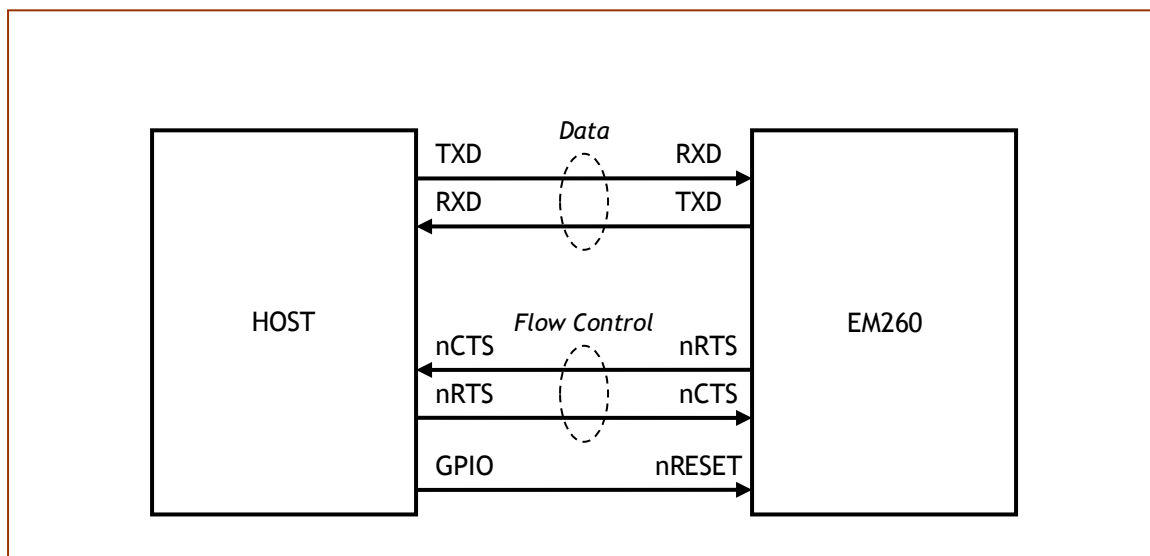 Data
TXD RXD
RXD TXD
HOST Flow Control EM260
nCTS nRTS
nRTS nCTS
GPIO nRESET